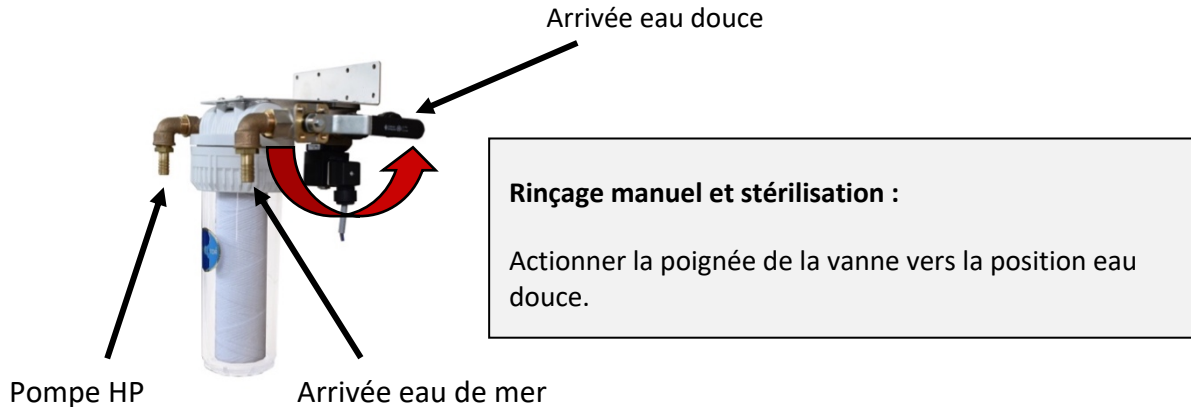 Arrivée eau douce
Rinçage manuel et stérilisation :
Actionner la poignée de la vanne vers la position eau
douce.
Pompe HP
Arrivée eau de mer